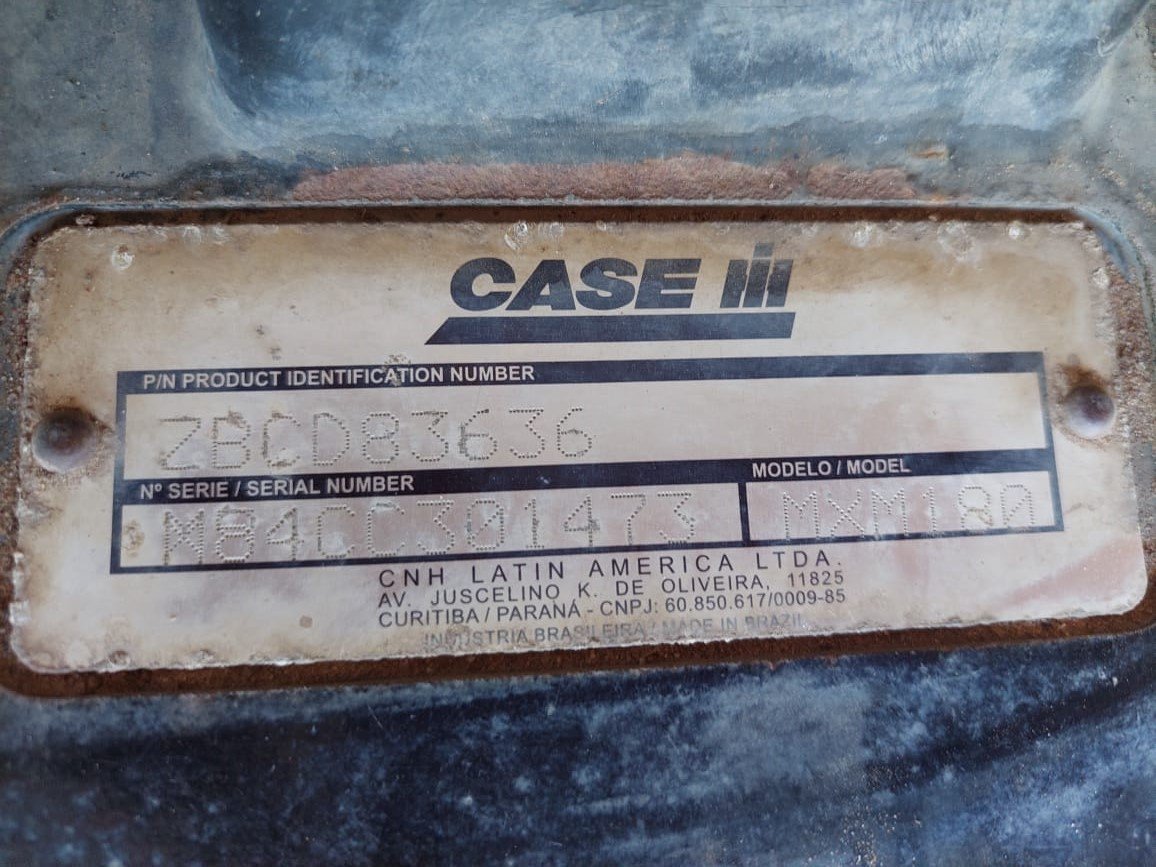 CASE IH
P/N PRODUCT IDENTIFICATION NUMBER
ZBCD83636
Nº SERIE / SERIAL NUMBER
MODELO / MODEL
M84CC301473
MXM180
CNH LATIN AMERICA LTDA.
AV. JUSCELINO K. DE OLIVEIRA, 11825
CURITIBA / PARANÁ - CNPJ: 60.850.617/0009-85
INDÚSTRIA BRASILEIRA / MADE IN BRAZIL